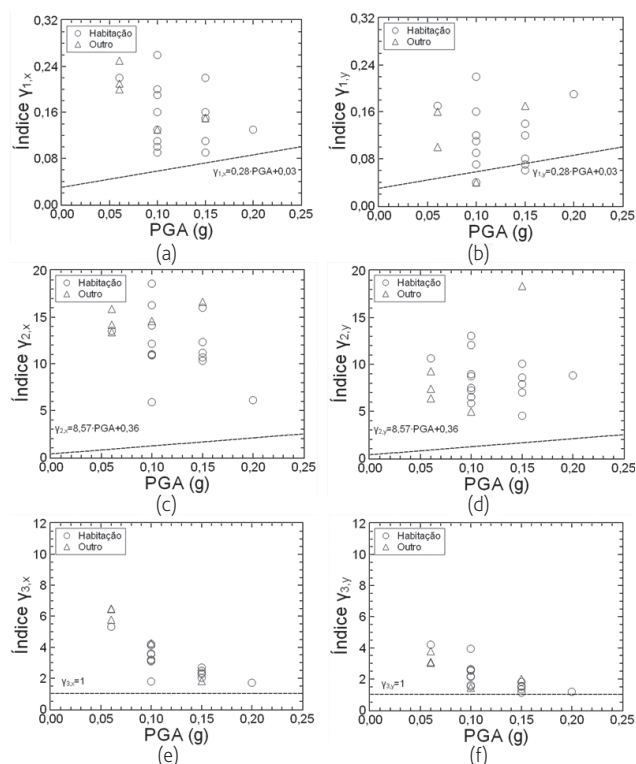 0,32
0,24
0,16
0,08
0,00
Índice γ1,x
Habitação
Outro
γ1,x=0,28·PGA+0,03
0,00 0,05 0,10 0,15 0,20 0,25
PGA (g)
(a)
0,32
0,24
0,16
0,08
0,00
Índice γ1,y
Habitação
Outro
γ1,y=0,28·PGA+0,03
0,00 0,05 0,10 0,15 0,20 0,25
PGA (g)
(b)
20
15
10
5
0
Índice γ2,x
Habitação
Outro
γ2,x=8,57·PGA+0,36
0,00 0,05 0,10 0,15 0,20 0,25
PGA (g)
(c)
20
15
10
5
0
Índice γ2,y
Habitação
Outro
γ2,y=8,57·PGA+0,36
0,00 0,05 0,10 0,15 0,20 0,25
PGA (g)
(d)
12
10
8
6
4
2
0
Índice γ3,x
Habitação
Outro
γ3,x=1
0,00 0,05 0,10 0,15 0,20 0,25
PGA (g)
(e)
12
10
8
6
4
2
0
Índice γ3,y
Habitação
Outro
γ3,y=1
0,00 0,05 0,10 0,15 0,20 0,25
PGA (g)
(f)